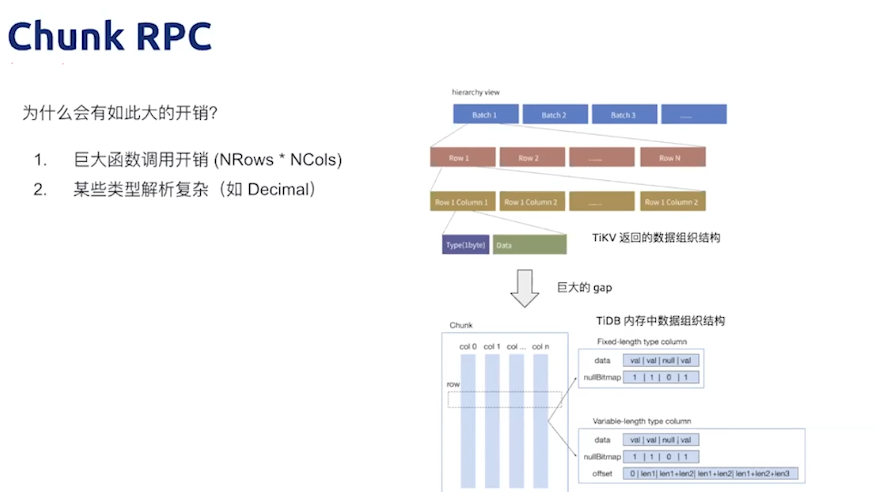 Chunk RPC
为什么会有如此大的开销?
1. 巨大函数调用开销 (NRows * NCols)
2. 某些类型解析复杂（如 Decimal）
hierarchy view
Batch 1 Batch 2 Batch 3 ......
Row 1 Row 2 ........ Row N
Row 1 Column 1 Row 1 Column 2 ........ Row 1 Column 2
Type(1byte) Data
TiKV 返回的数据组织结构
巨大的 gap
TiDB 内存中数据组织结构
Chunk
col 0 col 1 col ... col n
row
Fixed-length type column
data val | val | null | val
nullBitmap 1 | 1 | 0 | 1
Variable-length type column
data val | val | null | val
nullBitmap 1 | 1 | 0 | 1
offset 0 | len1| len1+len2| len1+len2| len1+len2+len3